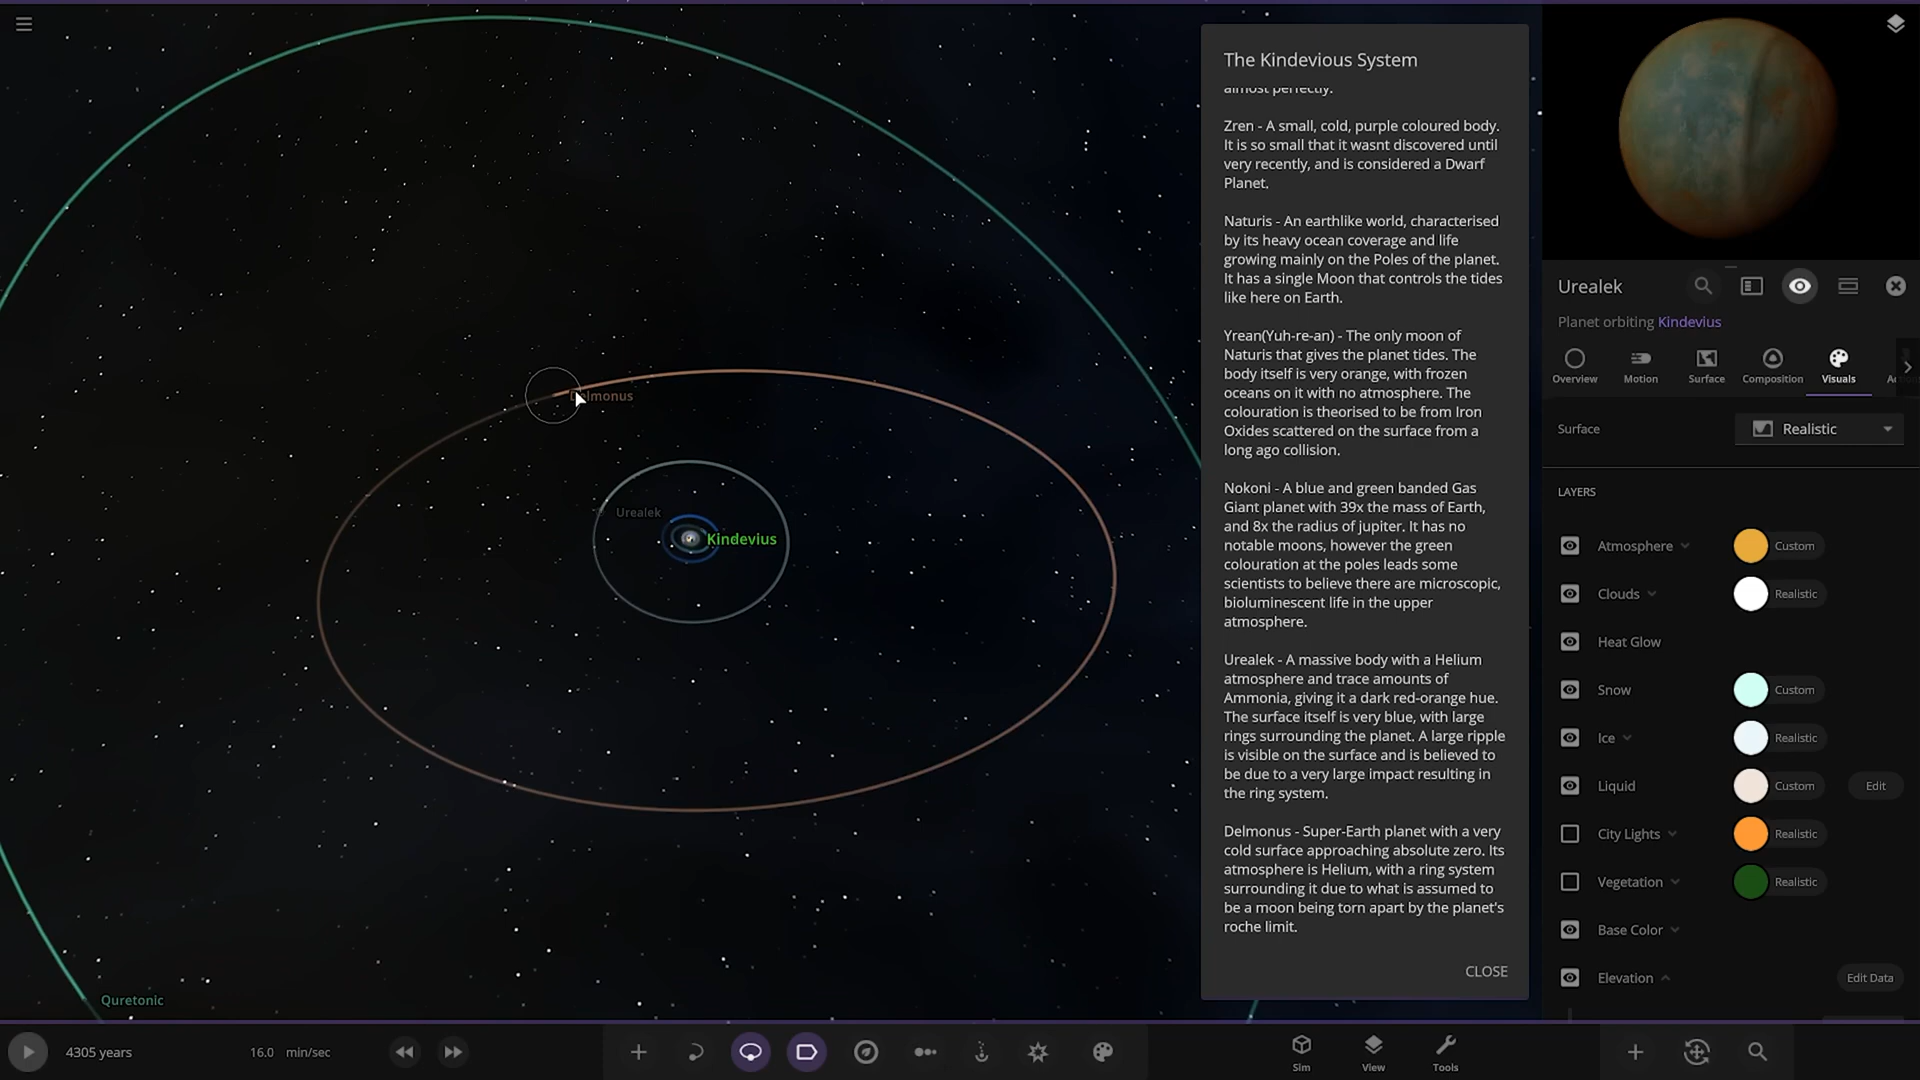 The Kindevious System
almost perfectly.
Zren - A small, cold, purple coloured body.
It is so small that it wasnt discovered until
very recently, and is considered a Dwarf
Planet.
Naturis - An earthlike world, characterised
by its heavy ocean coverage and life
growing mainly on the Poles of the planet.
It has a single Moon that controls the tides
like here on Earth.
Yrean(Yuh-re-an) - The only moon of
Naturis that gives the planet tides. The
body itself is very orange, with frozen
oceans on it with no atmosphere. The
colouration is theorised to be from Iron
Oxides scattered on the surface from a
long ago collision.
Nokoni - A blue and green banded Gas
Giant planet with 39x the mass of Earth,
and 8x the radius of jupiter. It has no
notable moons, however the green
colouration at the poles leads some
scientists to believe there are microscopic,
bioluminescent life in the upper
atmosphere.
Urealek - A massive body with a Helium
atmosphere and trace amounts of
Ammonia, giving it a dark red-orange hue.
The surface itself is very blue, with large
rings surrounding the planet. A large ripple
is visible on the surface and is believed to
be due to a very large impact resulting in
the ring system.
Delmonus - Super-Earth planet with a very
cold surface approaching absolute zero. Its
atmosphere is Helium, with a ring system
surrounding it due to what is assumed to
be a moon being torn apart by the planet's
roche limit.
CLOSE
Delmonus
Urealek
Kindevius
Quretonic
Urealek
Planet orbiting Kindevius
Overview Motion Surface Composition Visuals
Surface Realistic
LAYERS
Atmosphere Custom
Clouds Realistic
Heat Glow
Snow Custom
Ice Realistic
Liquid Custom Edit
City Lights Realistic
Vegetation Realistic
Base Color
Elevation Edit Data
4305 years 16.0 min/sec
Sim View Tools